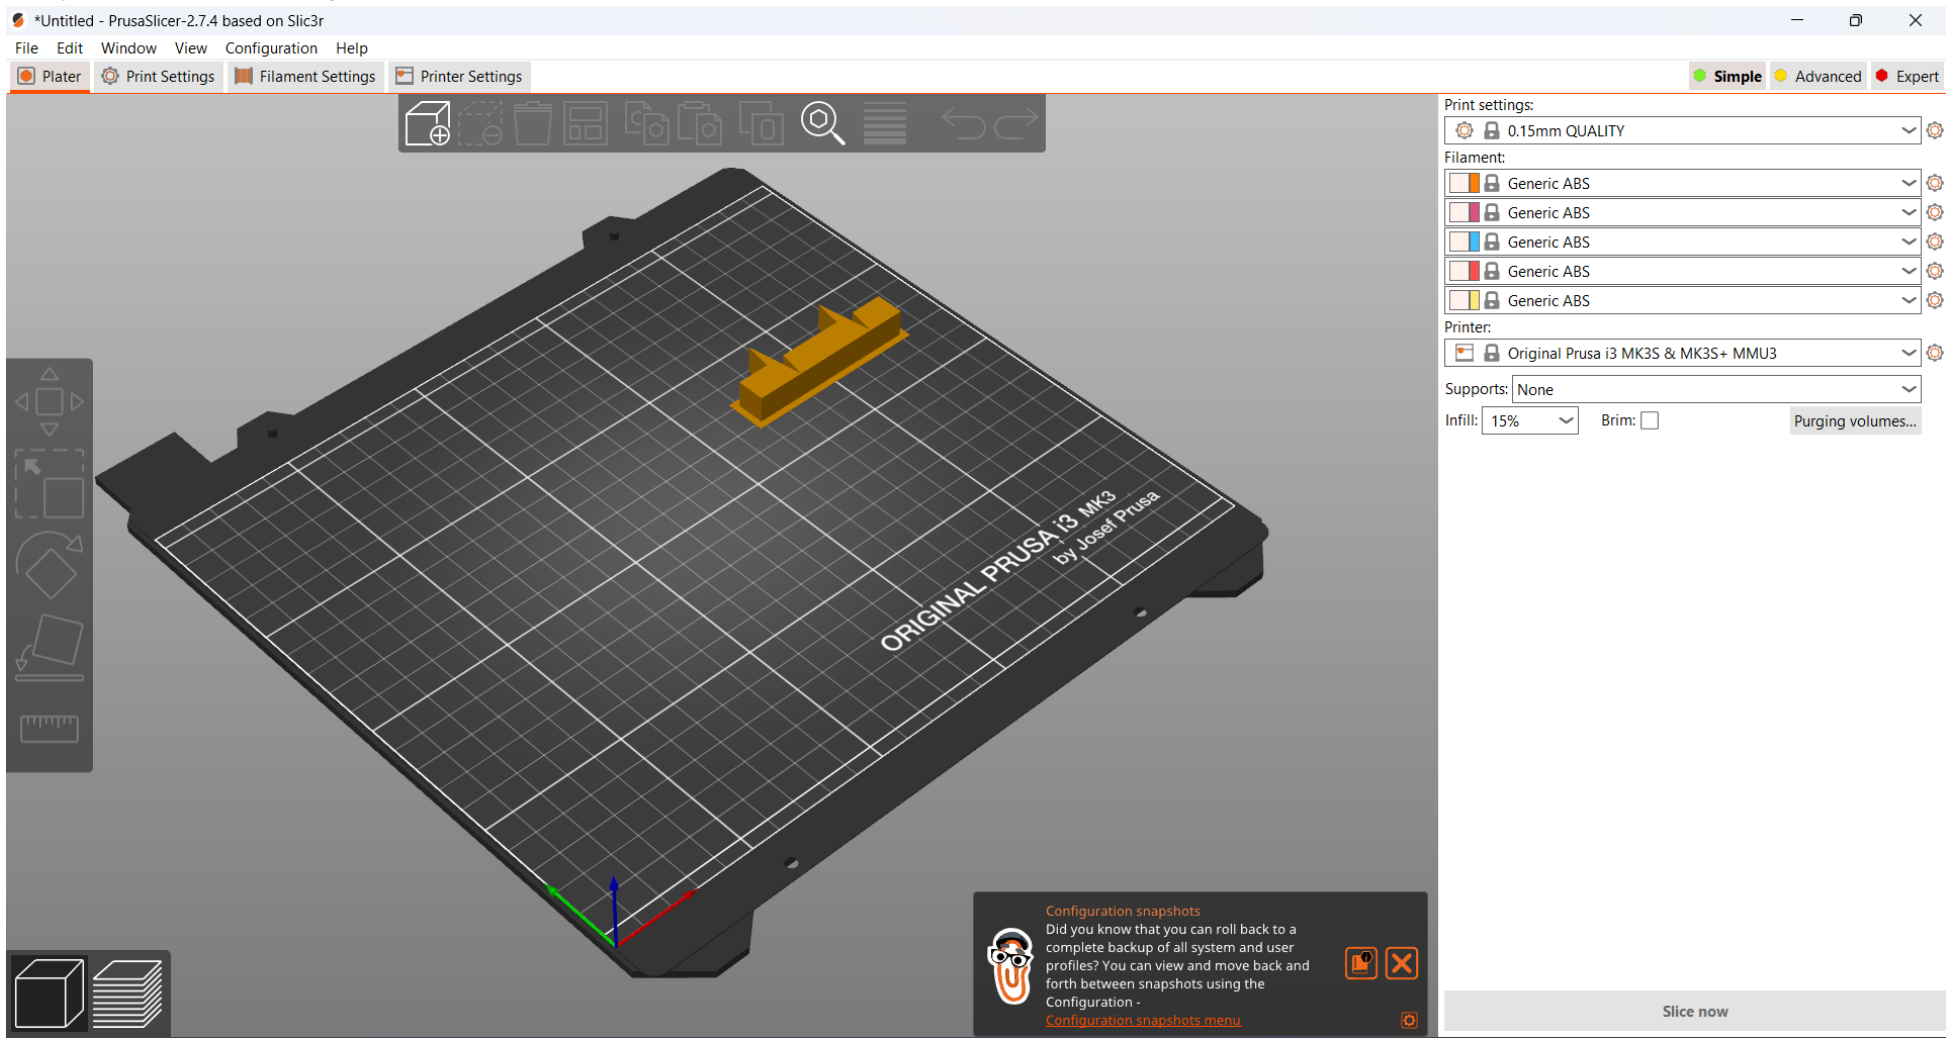 *Untitled - PrusaSlicer-2.7.4 based on Slic3r
File Edit Window View Configuration Help
Plater Print Settings Filament Settings Printer Settings Simple Advanced Expert
Print settings:
0.15mm QUALITY
Filament:
Generic ABS
Generic ABS
Generic ABS
Generic ABS
Generic ABS
Printer:
Original Prusa i3 MK3S & MK3S+ MMU3
Supports: None
Infill: 15% Brim: Purging volumes...
ORIGINAL PRUSA i3 MK3
by Josef Prusa
Configuration snapshots
Did you know that you can roll back to a
complete backup of all system and user
profiles? You can view and move back and
forth between snapshots using the
Configuration -
Configuration snapshots menu
Slice now